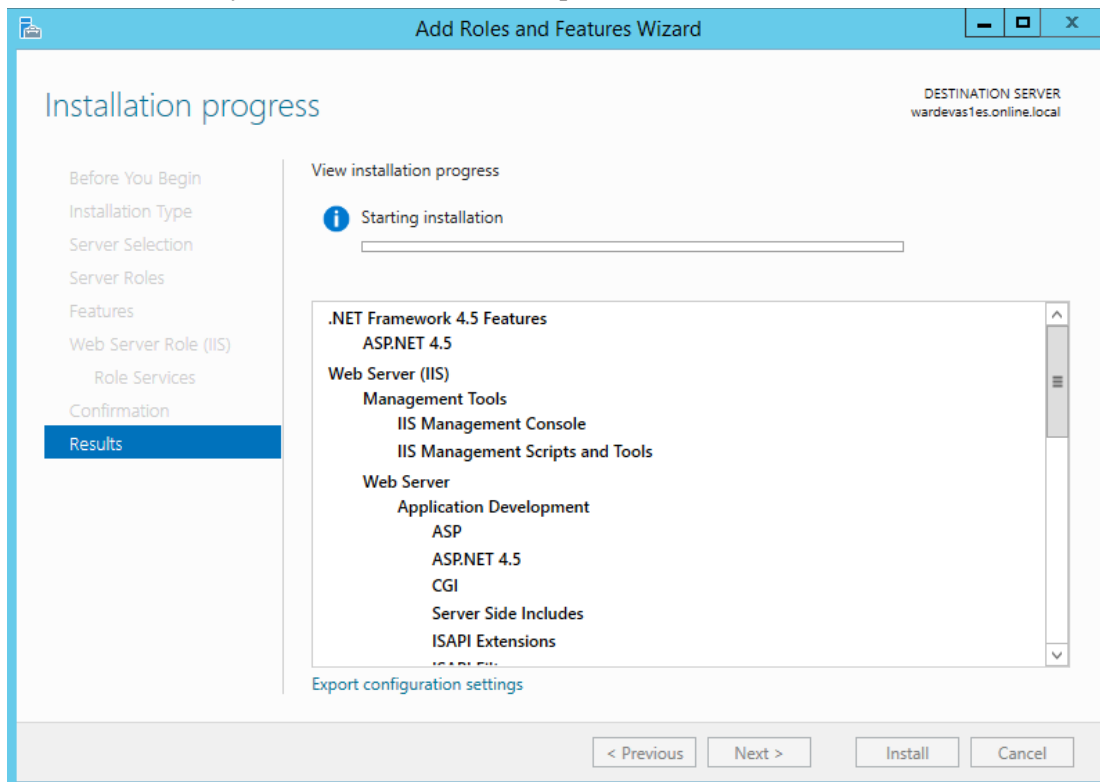 Add Roles and Features Wizard
Installation progress
DESTINATION SERVER
wardevas1es.online.local
Before You Begin
Installation Type
Server Selection
Server Roles
Features
Web Server Role (IIS)
Role Services
Confirmation
Results
View installation progress
Starting installation
.NET Framework 4.5 Features
ASP.NET 4.5
Web Server (IIS)
Management Tools
IIS Management Console
IIS Management Scripts and Tools
Web Server
Application Development
ASP
ASP.NET 4.5
CGI
Server Side Includes
ISAPI Extensions
Export configuration settings
< Previous
Next >
Install
Cancel